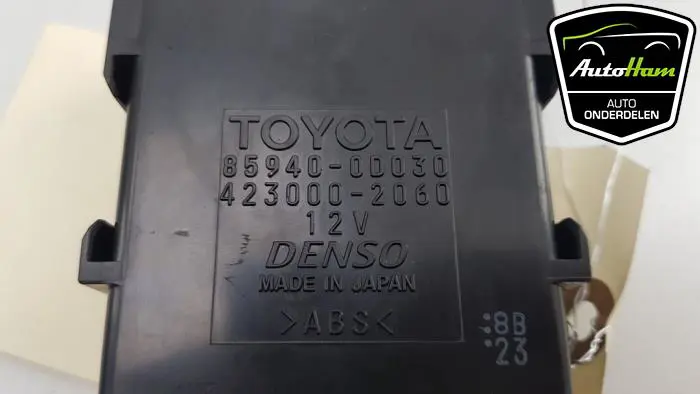 TOYOTA
85940-0D030
423000-2060
12V
DENSO
MADE IN JAPAN
>ABS<
:8B
:23
AutoHam
AUTO
ONDERDELEN